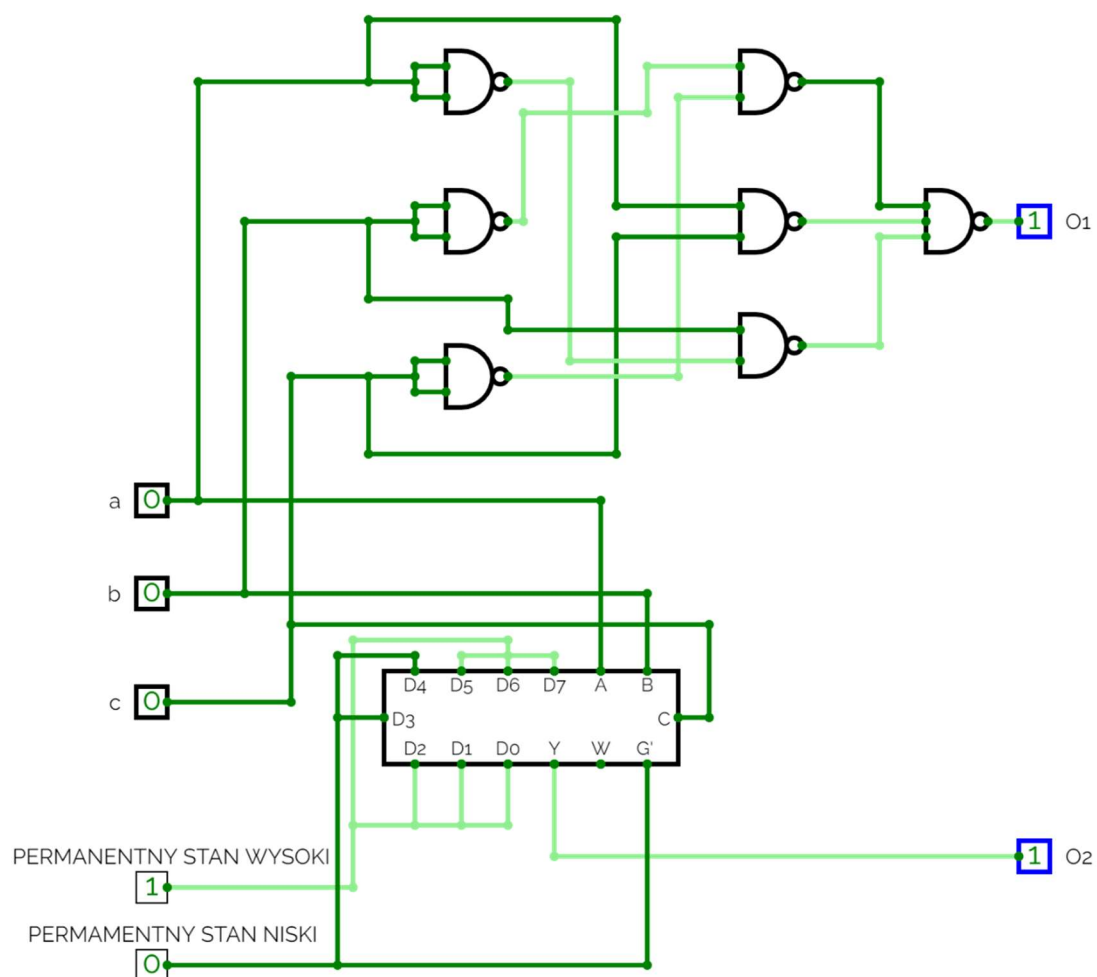 1 O1
a 0
b 0
c 0
D4 D5 D6 D7 A B
D3 C
D2 D1 D0 Y W G'
PERMANENTNY STAN WYSOKI
1
1 O2
PERMAMENTNY STAN NISKI
0